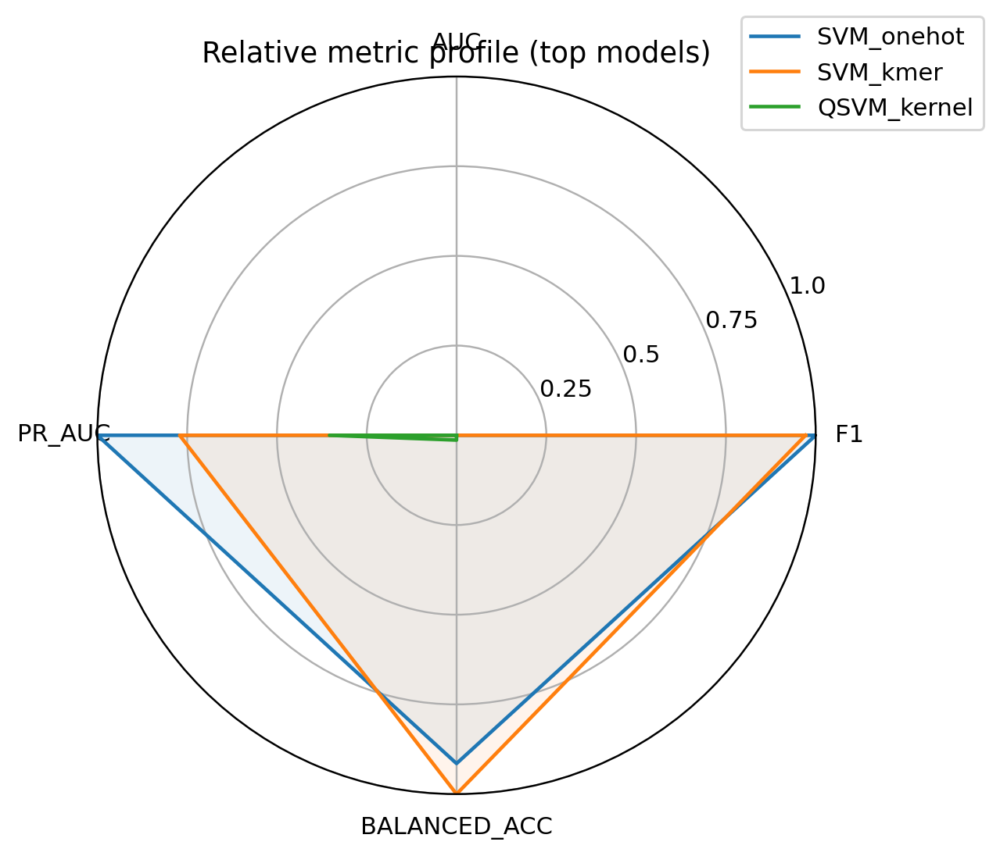 AUC
Relative metric profile (top models)
SVM_onehot
SVM_kmer
QSVM_kernel
1.0
0.75
0.5
0.25
PR_AUC
F1
BALANCED_ACC